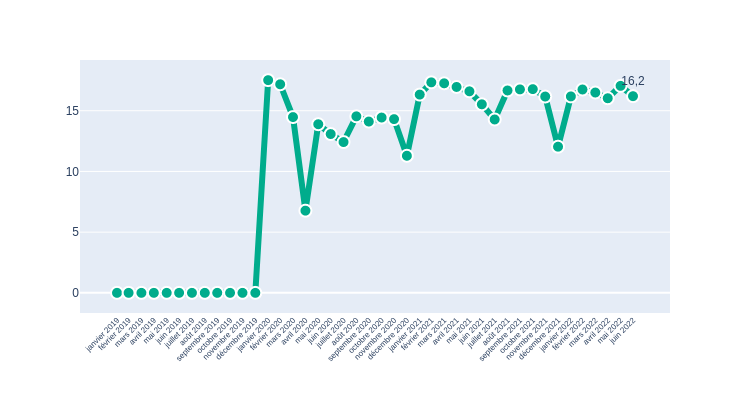 16,2
15
10
5
0
janvier 2019
février 2019
mars 2019
avril 2019
mai 2019
juin 2019
juillet 2019
août 2019
septembre 2019
octobre 2019
novembre 2019
décembre 2019
janvier 2020
février 2020
mars 2020
avril 2020
mai 2020
juin 2020
juillet 2020
août 2020
septembre 2020
octobre 2020
novembre 2020
décembre 2020
janvier 2021
février 2021
mars 2021
avril 2021
mai 2021
juin 2021
juillet 2021
août 2021
septembre 2021
octobre 2021
novembre 2021
décembre 2021
janvier 2022
février 2022
mars 2022
avril 2022
mai 2022
juin 2022